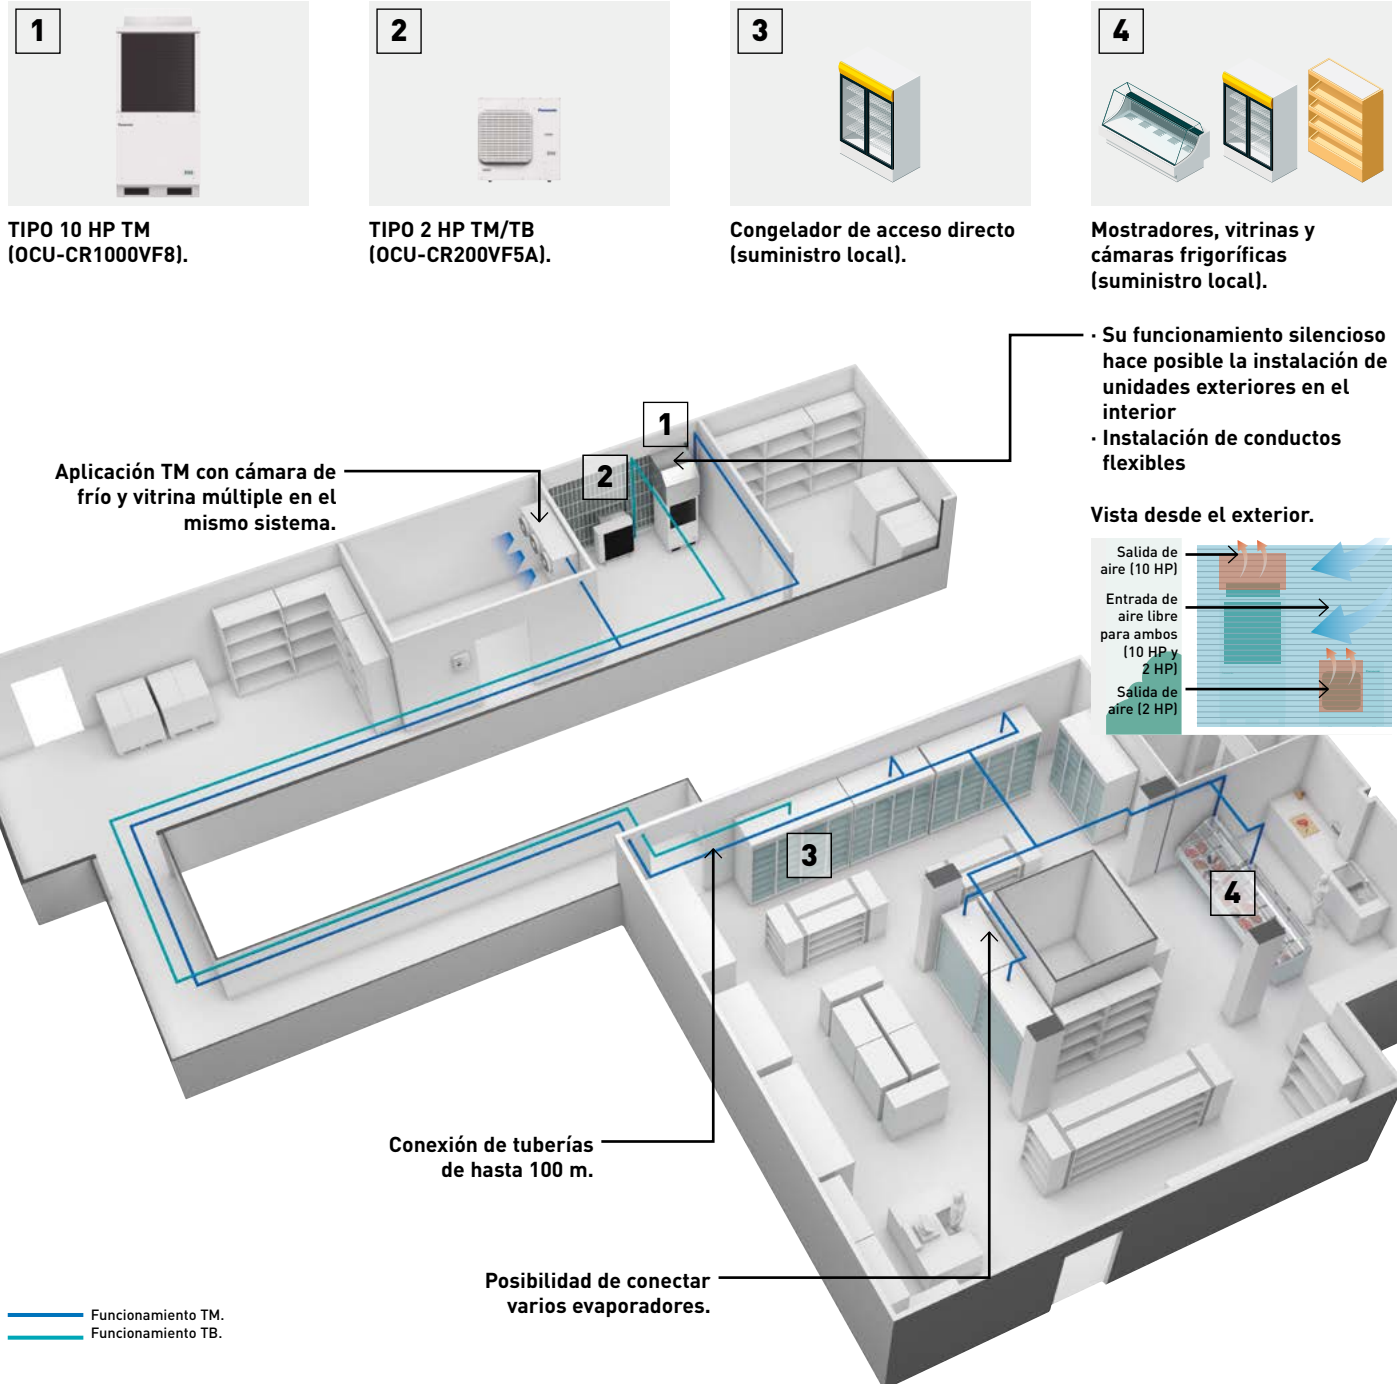 1
TIPO 10 HP TM
(OCU-CR1000VF8).
2
Panasonic
TIPO 2 HP TM/TB
(OCU-CR200VF5A).
3
Congelador de acceso directo
(suministro local).
4
Mostradores, vitrinas y
cámaras frigoríficas
(suministro local).
· Su funcionamiento silencioso
hace posible la instalación de
unidades exteriores en el
interior
· Instalación de conductos
flexibles
Aplicación TM con cámara de
frío y vitrina múltiple en el
mismo sistema.
1
2
Vista desde el exterior.
Salida de
aire (10 HP)
Entrada de
aire libre
para ambos
(10 HP y
2 HP)
Salida de
aire (2 HP)
3
4
Conexión de tuberías
de hasta 100 m.
Posibilidad de conectar
varios evaporadores.
Funcionamiento TM.
Funcionamiento TB.